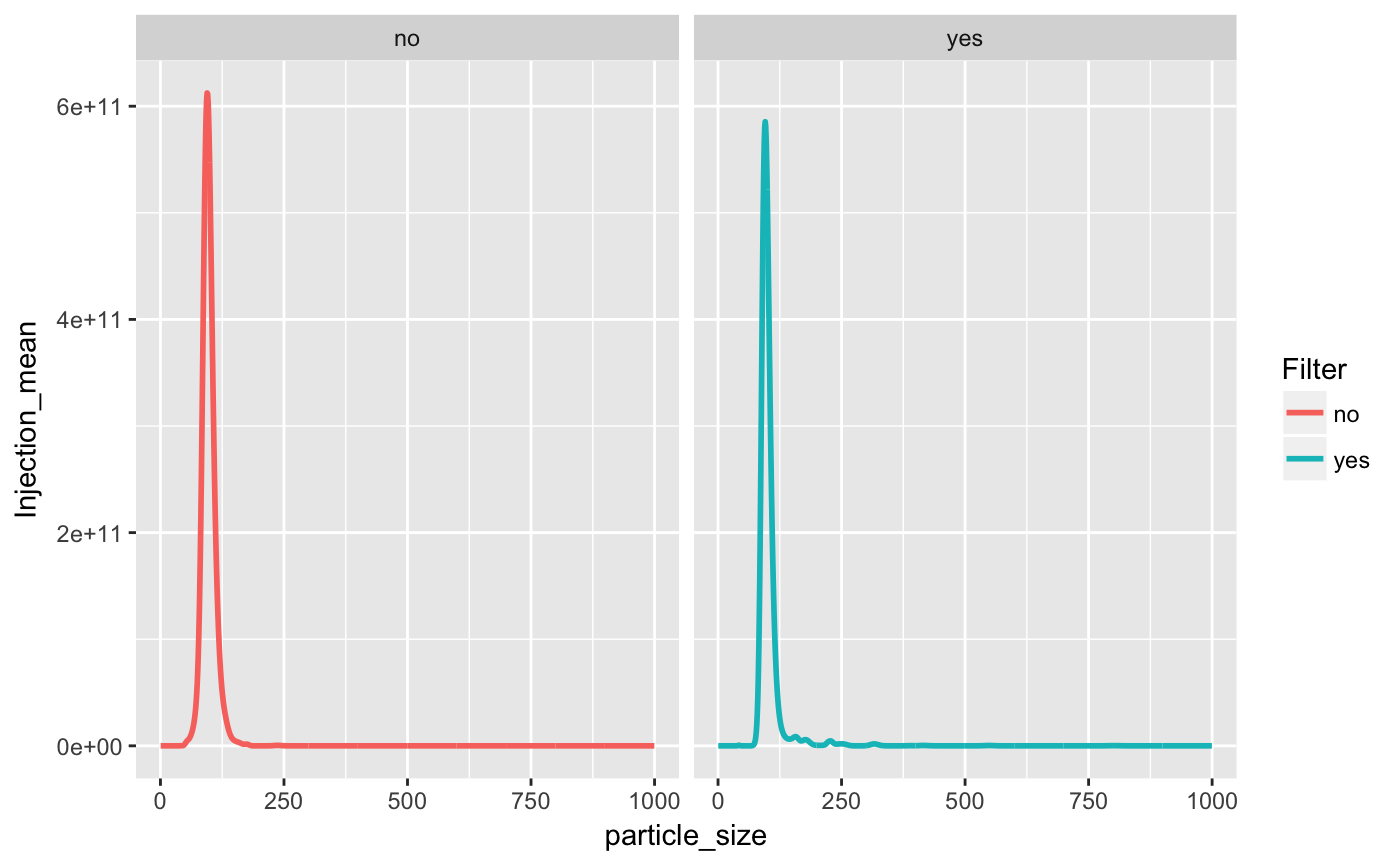 no
yes
6e+11
4e+11
2e+11
0e+00
Injection_mean
0 250 500 750 1000
0 250 500 750 1000
particle_size
Filter
no
yes